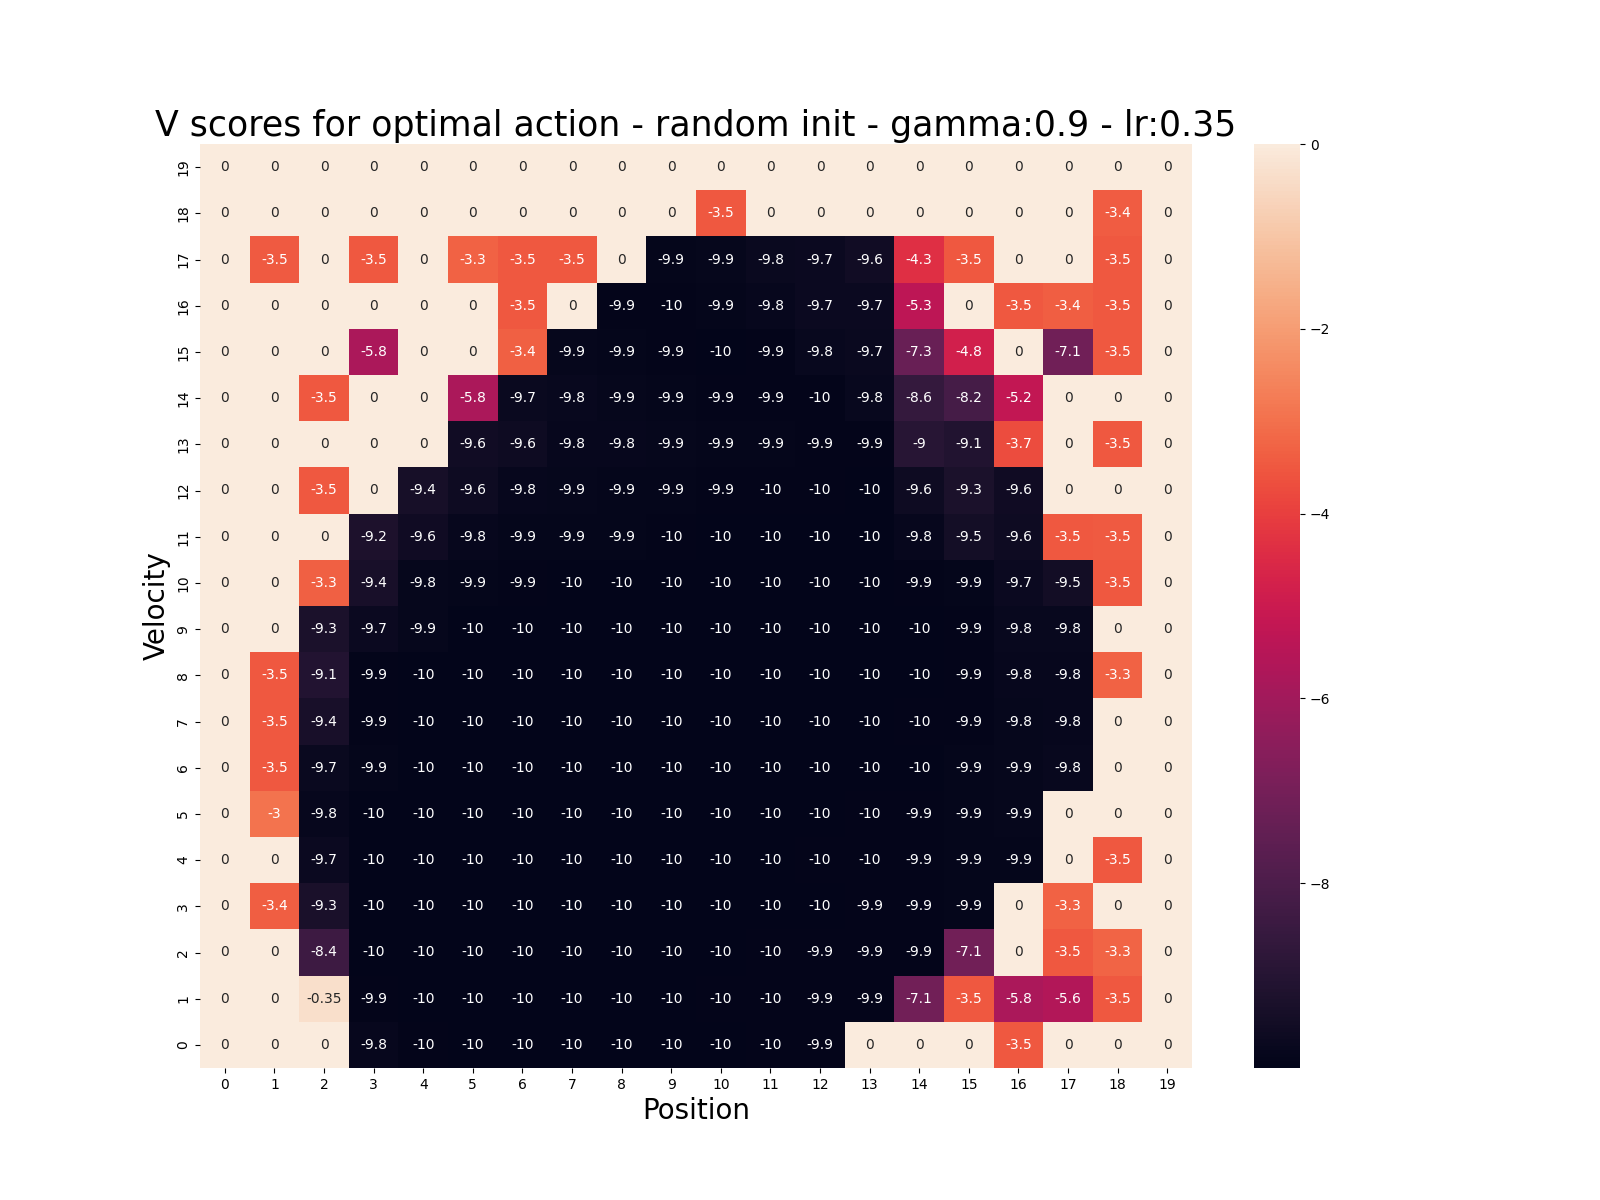 V scores for optimal action - random init - gamma:0.9 - lr:0.35
19 0 0 0 0 0 0 0 0 0 0 0 0 0 0 0 0 0 0 0 0 0
18 0 0 0 0 0 0 0 0 0 0 -3.5 0 0 0 0 0 0 0 -3.4 0
17 0 -3.5 0 -3.5 0 -3.3 -3.5 -3.5 0 -9.9 -9.9 -9.8 -9.7 -9.6 -4.3 -3.5 0 0 -3.5 0
16 0 0 0 0 0 0 -3.5 0 -9.9 -10 -9.9 -9.8 -9.7 -9.7 -5.3 0 -3.5 -3.4 -3.5 0
15 0 0 0 -5.8 0 0 -3.4 -9.9 -9.9 -9.9 -10 -9.9 -9.8 -9.7 -7.3 -4.8 0 -7.1 -3.5 0 −2
14 0 0 -3.5 0 0 -5.8 -9.7 -9.8 -9.9 -9.9 -9.9 -9.9 -10 -9.8 -8.6 -8.2 -5.2 0 0 0
13 0 0 0 0 0 -9.6 -9.6 -9.8 -9.8 -9.9 -9.9 -9.9 -9.9 -9.9 -9 -9.1 -3.7 0 -3.5 0
12 0 0 -3.5 0 -9.4 -9.6 -9.8 -9.9 -9.9 -9.9 -9.9 -10 -10 -10 -9.6 -9.3 -9.6 0 0 0 −4
11 0 0 0 -9.2 -9.6 -9.8 -9.9 -9.9 -9.9 -10 -10 -10 -10 -10 -9.8 -9.5 -9.6 -3.5 -3.5 0
10 0 0 -3.3 -9.4 -9.8 -9.9 -9.9 -10 -10 -10 -10 -10 -10 -10 -9.9 -9.9 -9.7 -9.5 -3.5 0
Velocity
9 0 0 -9.3 -9.7 -9.9 -10 -10 -10 -10 -10 -10 -10 -10 -10 -10 -9.9 -9.8 -9.8 0 0
8 0 -3.5 -9.1 -9.9 -10 -10 -10 -10 -10 -10 -10 -10 -10 -10 -10 -9.9 -9.8 -9.8 -3.3 0 −6
7 0 -3.5 -9.4 -9.9 -10 -10 -10 -10 -10 -10 -10 -10 -10 -10 -10 -9.9 -9.8 -9.8 0 0
6 0 -3.5 -9.7 -9.9 -10 -10 -10 -10 -10 -10 -10 -10 -10 -10 -10 -9.9 -9.9 -9.8 0 0
5 0 -3 -9.8 -10 -10 -10 -10 -10 -10 -10 -10 -10 -10 -10 -9.9 -9.9 -9.9 0 0 0
4 0 0 -9.7 -10 -10 -10 -10 -10 -10 -10 -10 -10 -10 -10 -9.9 -9.9 -9.9 0 -3.5 0 −8
3 0 -3.4 -9.3 -10 -10 -10 -10 -10 -10 -10 -10 -10 -10 -9.9 -9.9 -9.9 0 -3.3 0 0
2 0 0 -8.4 -10 -10 -10 -10 -10 -10 -10 -10 -10 -9.9 -9.9 -9.9 -7.1 0 -3.5 -3.3 0
1 0 0 -0.35 -9.9 -10 -10 -10 -10 -10 -10 -10 -10 -9.9 -9.9 -7.1 -3.5 -5.8 -5.6 -3.5 0
0 0 0 0 -9.8 -10 -10 -10 -10 -10 -10 -10 -10 -9.9 0 0 0 -3.5 0 0 0
0 1 2 3 4 5 6 7 8 9 10 11 12 13 14 15 16 17 18 19
Position